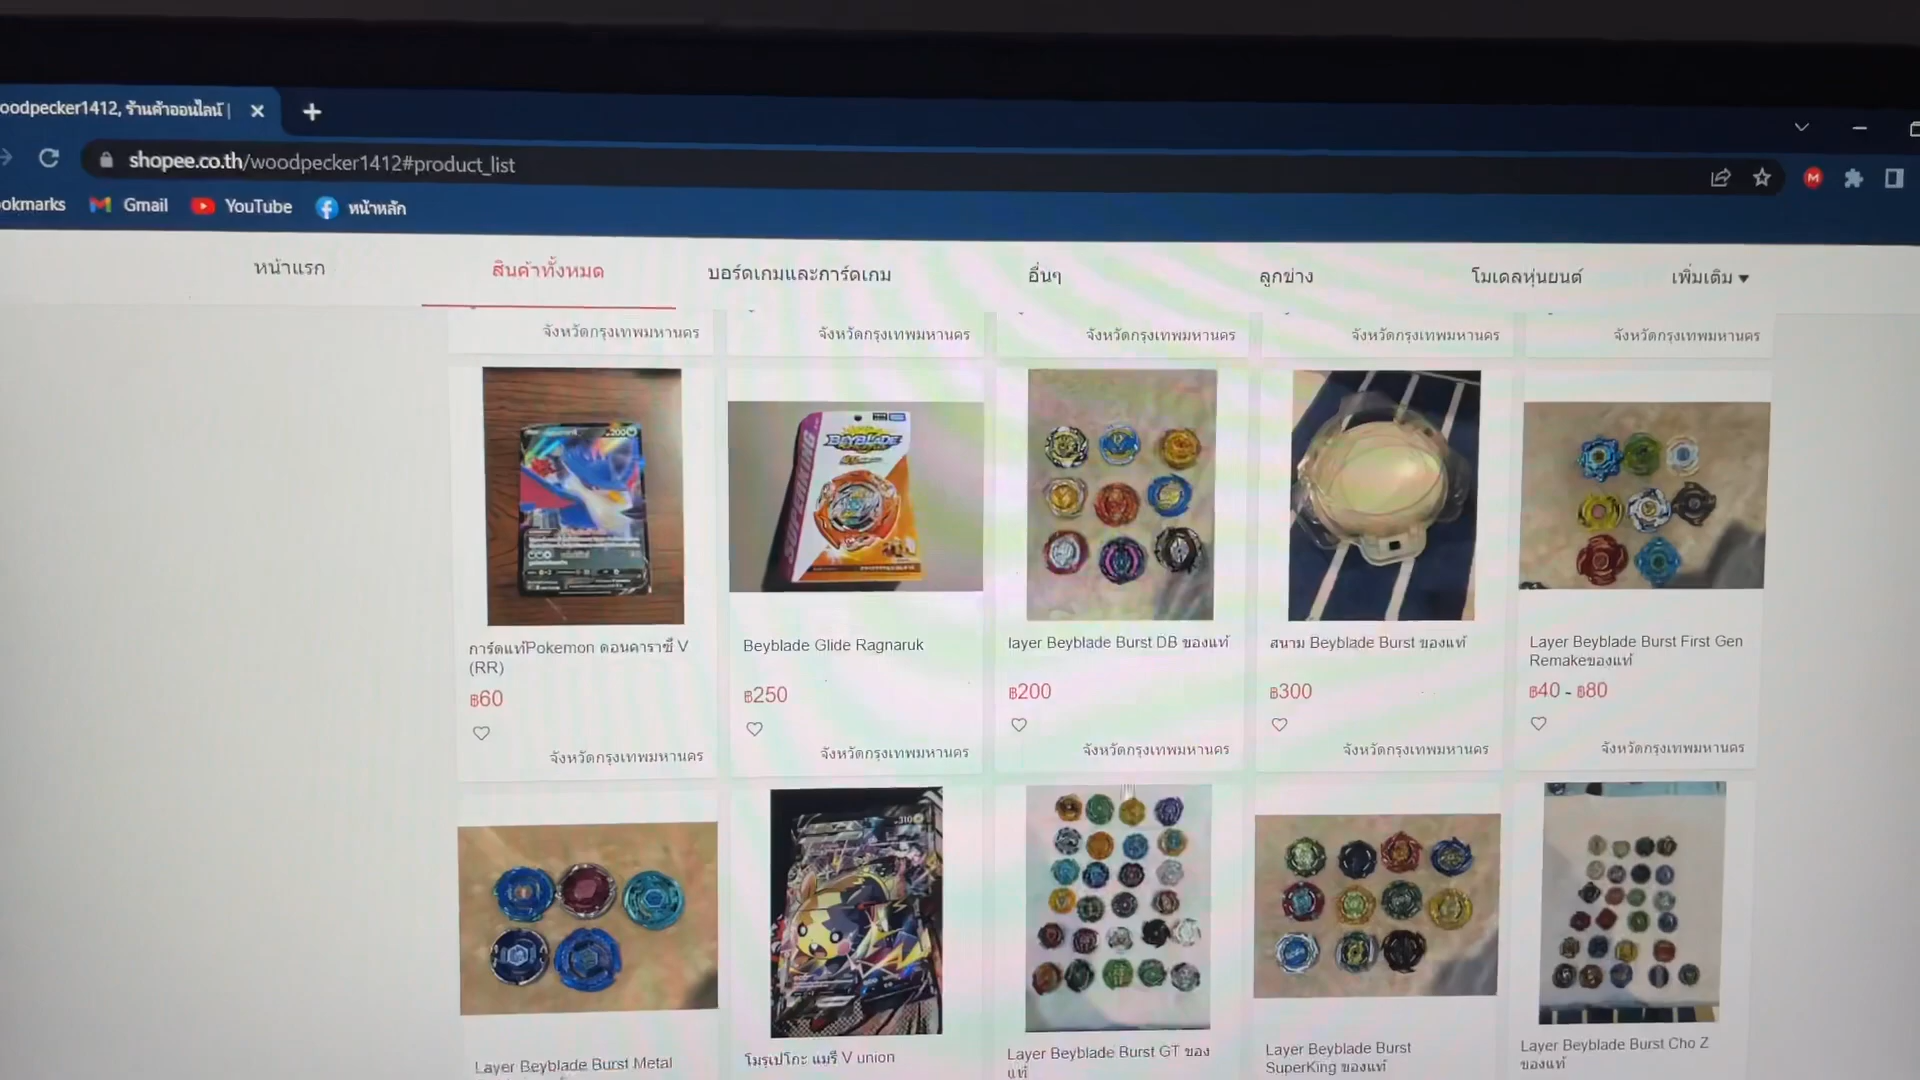 oodpecker1412, ร้านค้าออนไลน์ |
shopee.co.th/woodpecker1412#product_list
okmarks
Gmail
YouTube
หน้าหลัก
หน้าแรก
สินค้าทั้งหมด
บอร์ดเกมและการ์ดเกม
อื่นๆ
ลูกข่าง
โมเดลหุ่นยนต์
เพิ่มเติม
จังหวัดกรุงเทพมหานคร
จังหวัดกรุงเทพมหานคร
จังหวัดกรุงเทพมหานคร
จังหวัดกรุงเทพมหานคร
จังหวัดกรุงเทพมหานคร
200
BEYBLADE
SUPERKING
การ์ดแท้Pokemon ดอนคาราซึ V
(RR)
฿60
จังหวัดกรุงเทพมหานคร
Beyblade Glide Ragnaruk
฿250
จังหวัดกรุงเทพมหานคร
layer Beyblade Burst DB ของแท้
฿200
จังหวัดกรุงเทพมหานคร
สนาม Beyblade Burst ของแท้
฿300
จังหวัดกรุงเทพมหานคร
Layer Beyblade Burst First Gen
Remakeของแท้
฿40 - ฿80
จังหวัดกรุงเทพมหานคร
310
Layer Beyblade Burst Metal
โมรุเปโกะ แมรี V union
Layer Beyblade Burst GT ของ
แท้
Layer Beyblade Burst
SuperKing ของแท้
Layer Beyblade Burst Cho Z
ของแท้